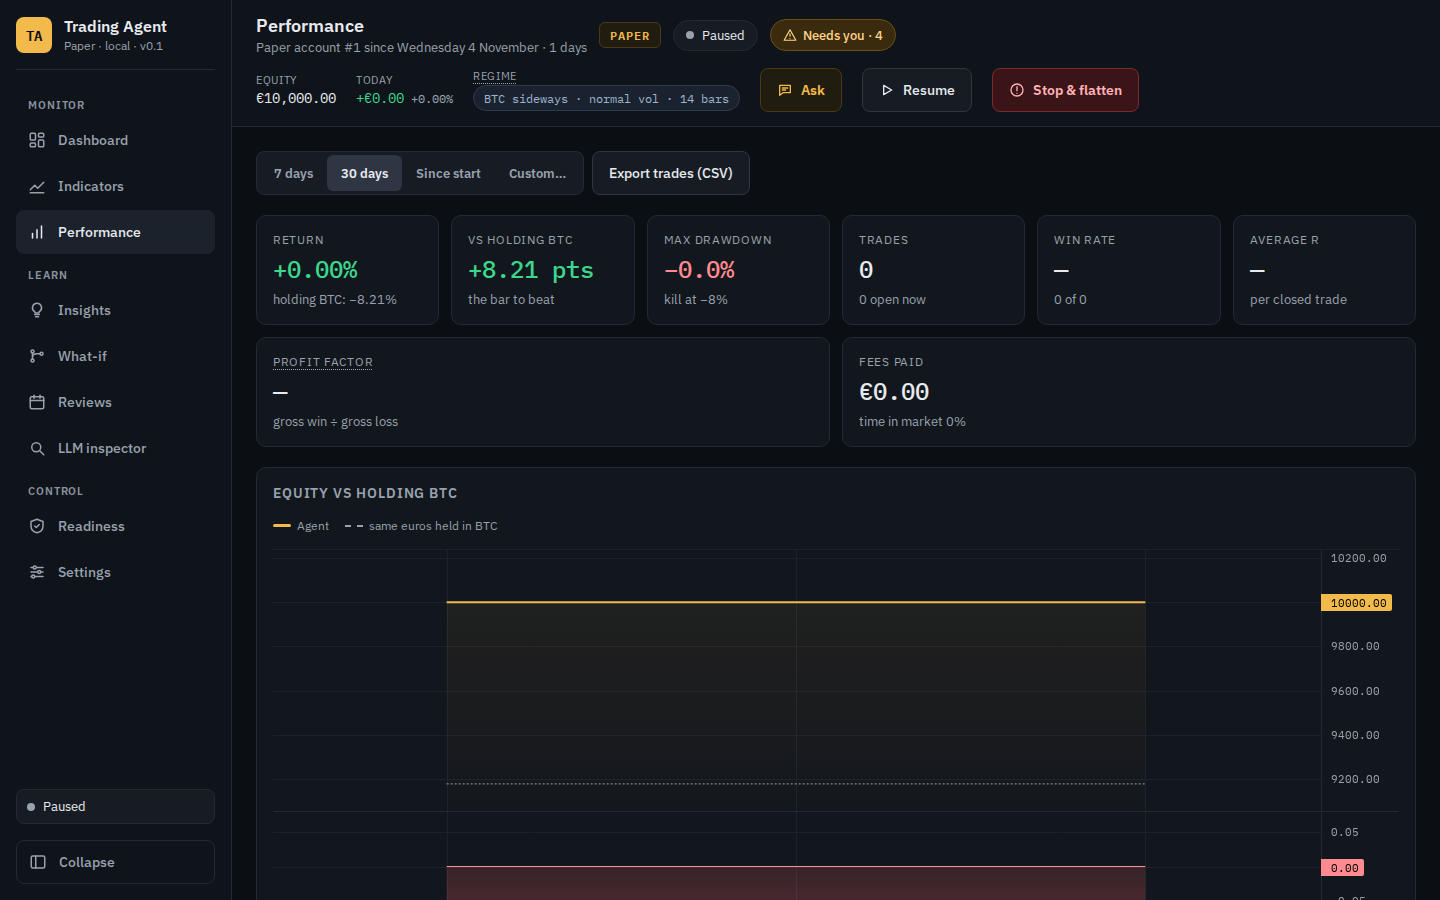 TA
Trading Agent
Paper · local · v0.1
MONITOR
Dashboard
Indicators
Performance
LEARN
Insights
What-if
Reviews
LLM inspector
CONTROL
Readiness
Settings
Paused
Collapse
Performance
Paper account #1 since Wednesday 4 November · 1 days
PAPER
Paused
Needs you · 4
EQUITY
€10,000.00
TODAY
+€0.00 +0.00%
REGIME
BTC sideways · normal vol · 14 bars
Ask
Resume
Stop & flatten
7 days
30 days
Since start
Custom...
Export trades (CSV)
RETURN
+0.00%
holding BTC: −8.21%
VS HOLDING BTC
+8.21 pts
the bar to beat
MAX DRAWDOWN
−0.0%
kill at −8%
TRADES
0
0 open now
WIN RATE
—
0 of 0
AVERAGE R
—
per closed trade
PROFIT FACTOR
—
gross win ÷ gross loss
FEES PAID
€0.00
time in market 0%
EQUITY VS HOLDING BTC
Agent
same euros held in BTC
10200.00
10000.00
9800.00
9600.00
9400.00
9200.00
0.05
0.00